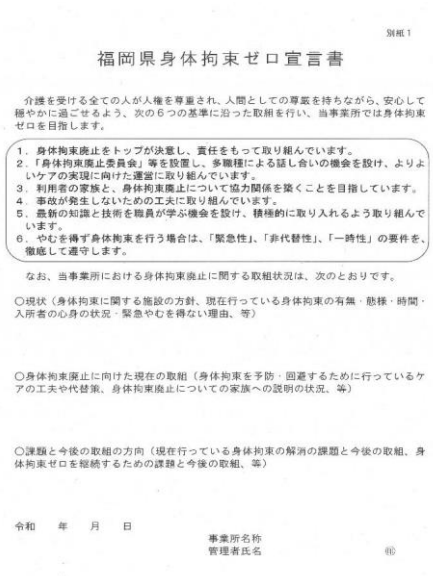 別紙1
福岡県身体拘束ゼロ宣言書
介護を受ける全ての人が人権を尊重され、人間としての尊厳を持ちながら、安心して
穏やかに過ごせるよう、次の6つの基準に沿った取組を行い、当事業所では身体拘束
ゼロを目指します。
1.身体拘束廃止をトップが決意し、責任をもって取り組んでいます。
2.「身体拘束廃止委員会」等を設置し、多職種による話し合いの機会を設け、よりよ
いケアの実現に向けた運営に取り組んでいます。
3.利用者の家族と、身体拘束廃止について協力関係を築くことを目指しています。
4.事故が発生しないための工夫に取り組んでいます。
5.最新の知識と技術を職員が学ぶ機会を設け、積極的に取り入れるよう取り組んで
います。
6.やむを得ず身体拘束を行う場合は、「緊急性」、「非代替性」、「一時性」の要件を、
徹底して遵守します。
なお、当事業所における身体拘束廃止に関する取組状況は、次のとおりです。
〇現状(身体拘束に関する施設の方針、現在行っている身体拘束の有無・態様・時間・
入所者の心身の状況・緊急やむを得ない理由、等)
〇身体拘束廃止に向けた現在の取組(身体拘束を予防・回避するために行っているケ
アの工夫や代替策、身体拘束廃止についての家族への説明の状況、等)
〇課題と今後の取組の方向(現在行っている身体拘束の解消の課題と今後の取組、身
体拘束ゼロを継続するための課題と今後の取組、等)
令和 年 月 日
事業所名称
管理者氏名 ㊞